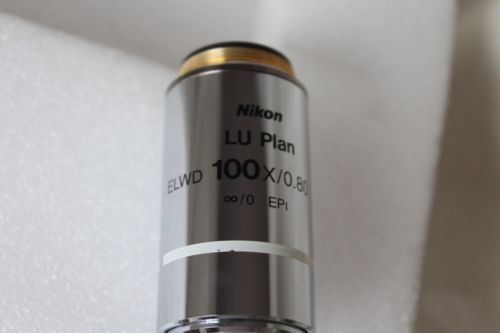 Nikon
LU Plan
ELWD 100X/0.80
∞/0 EPI